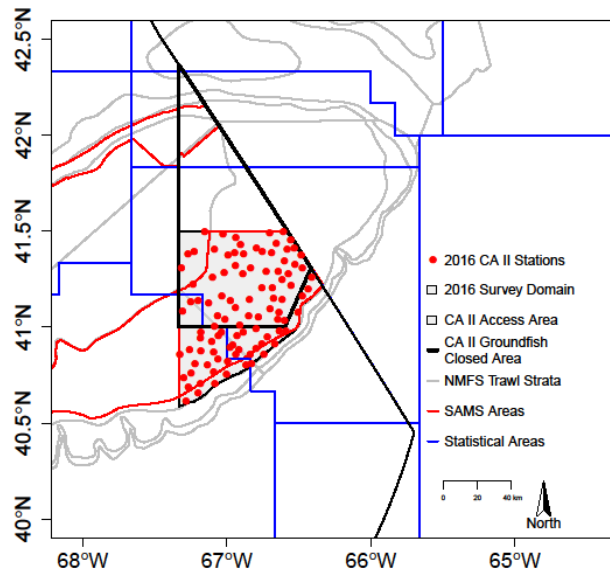 42.5°N
42°N
41.5°N
41°N
40.5°N
40°N
68°W
67°W
66°W
65°W
2016 CA II Stations
2016 Survey Domain
CA II Access Area
CA II Groundfish
Closed Area
NMFS Trawl Strata
SAMS Areas
Statistical Areas
0 20 40 km
North